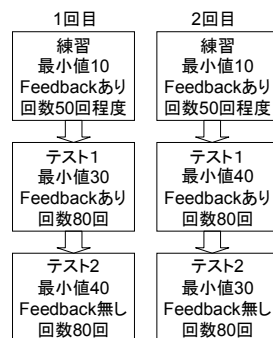 1回目
練習
最小値10
Feedbackあり
回数50回程度
テスト1
最小値30
Feedbackあり
回数80回
テスト2
最小値40
Feedback無し
回数80回
2回目
練習
最小値10
Feedbackあり
回数50回程度
テスト1
最小値40
Feedbackあり
回数80回
テスト2
最小値30
Feedback無し
回数80回